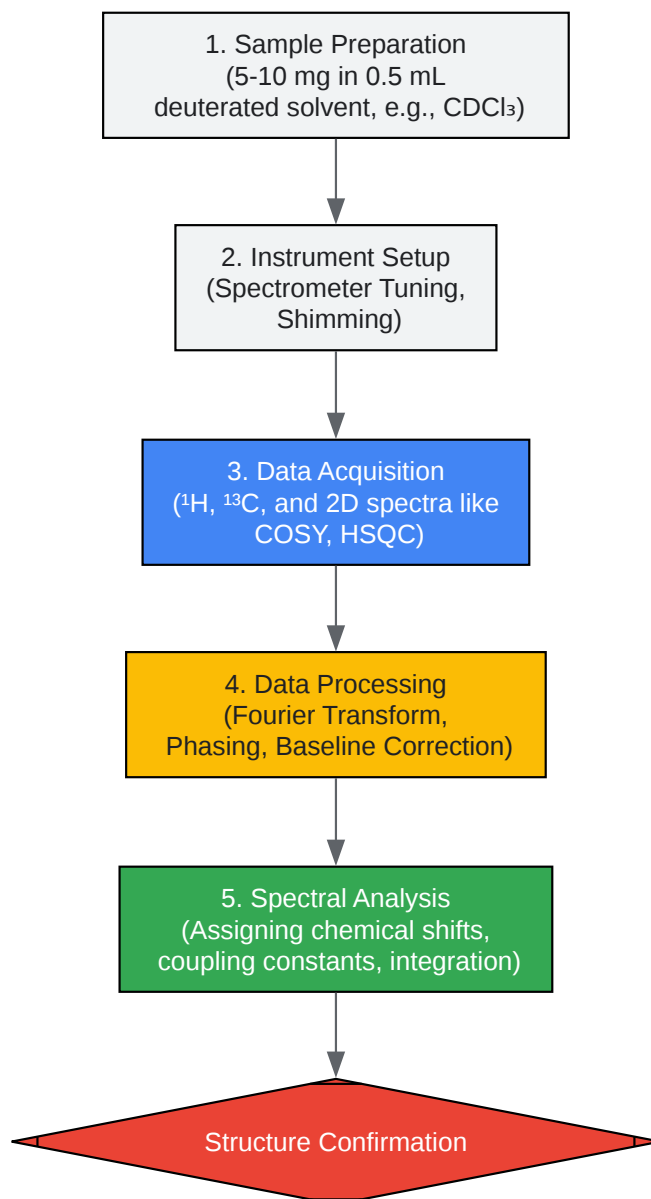 1. Sample Preparation
(5-10 mg in 0.5 mL
deuterated solvent, e.g., CDCl₃)
2. Instrument Setup
(Spectrometer Tuning,
Shimming)
3. Data Acquisition
(¹H, ¹³C, and 2D spectra like
COSY, HSQC)
4. Data Processing
(Fourier Transform,
Phasing, Baseline Correction)
5. Spectral Analysis
(Assigning chemical shifts,
coupling constants, integration)
Structure Confirmation